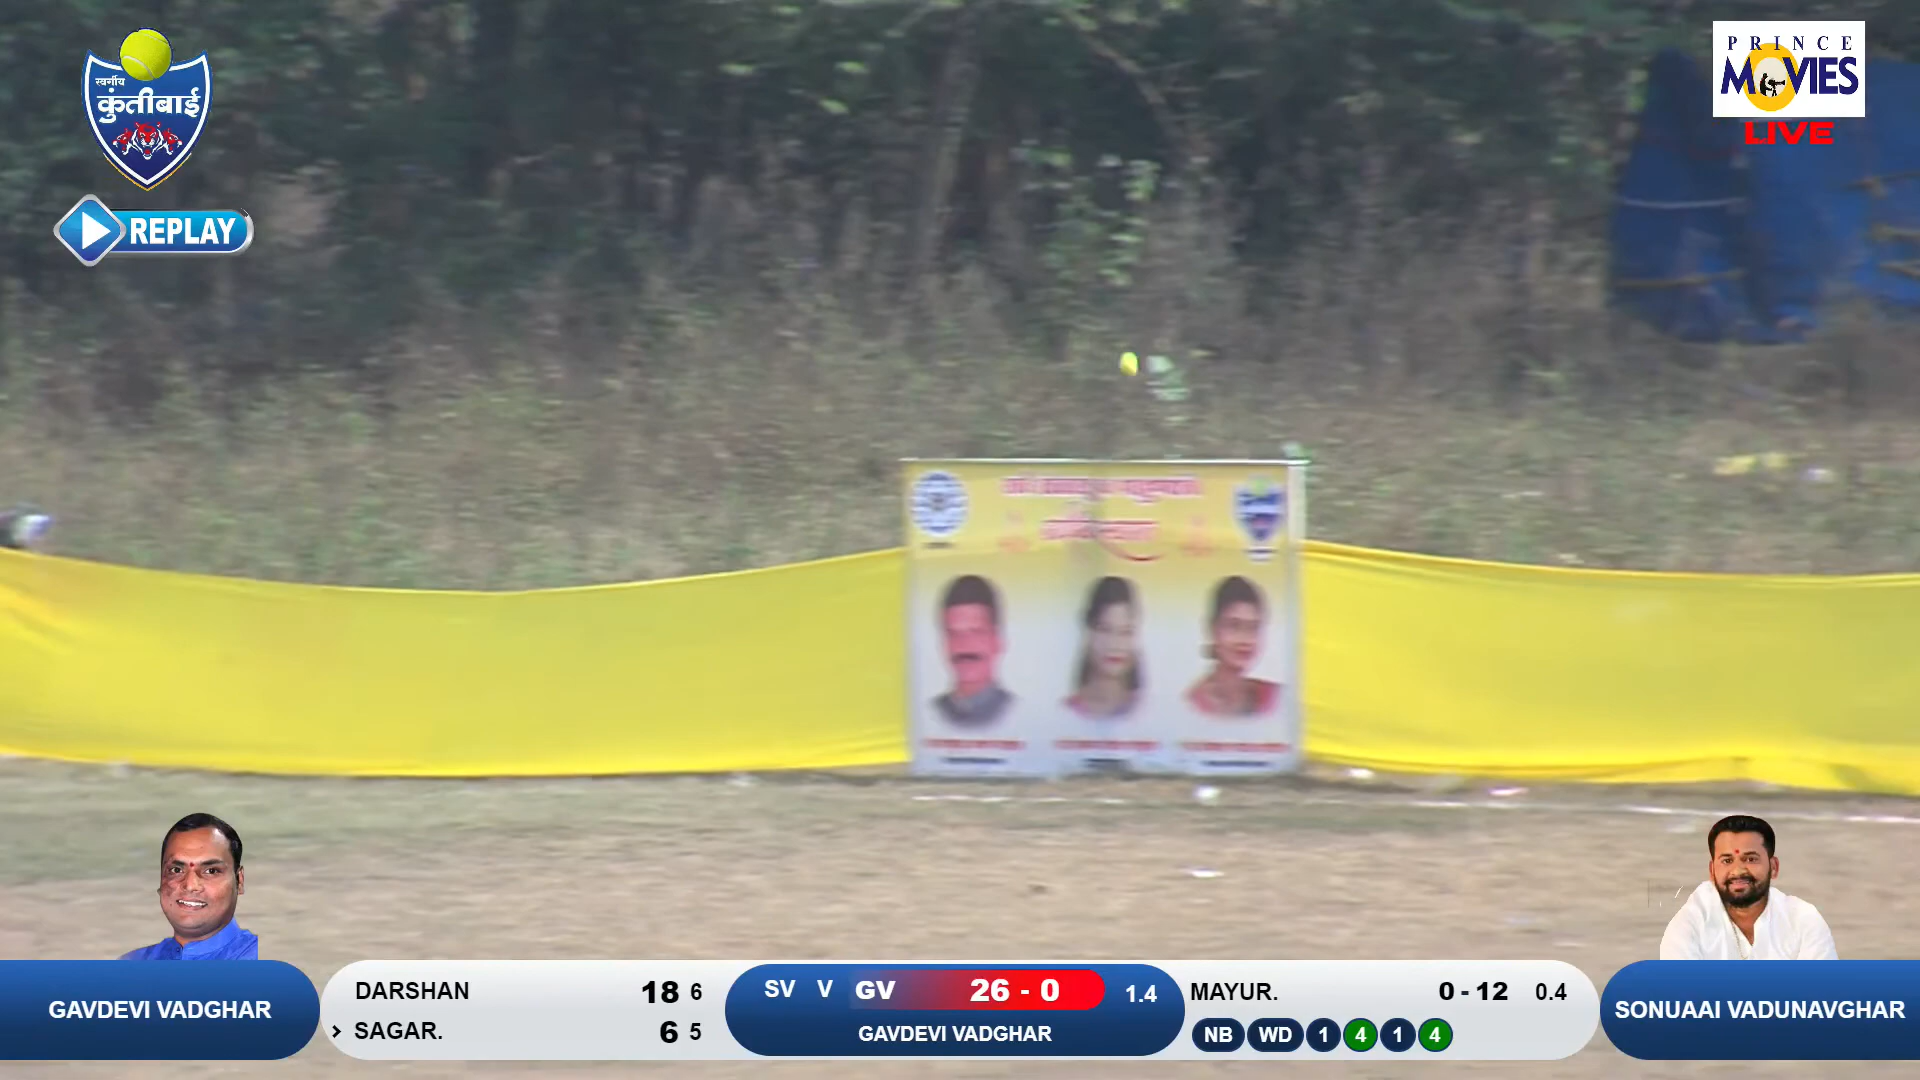 स्वर्गीय
कुंतीबाई
REPLAY
PRINCE
MOVIES
LIVE
GAVDEVI VADGHAR
DARSHAN 18 6
> SAGAR. 6 5
SV V GV 26 - 0 1.4
GAVDEVI VADGHAR
MAYUR. 0 - 12 0.4
NB WD 1 4 1 4
SONUAAI VADUNAVGHAR